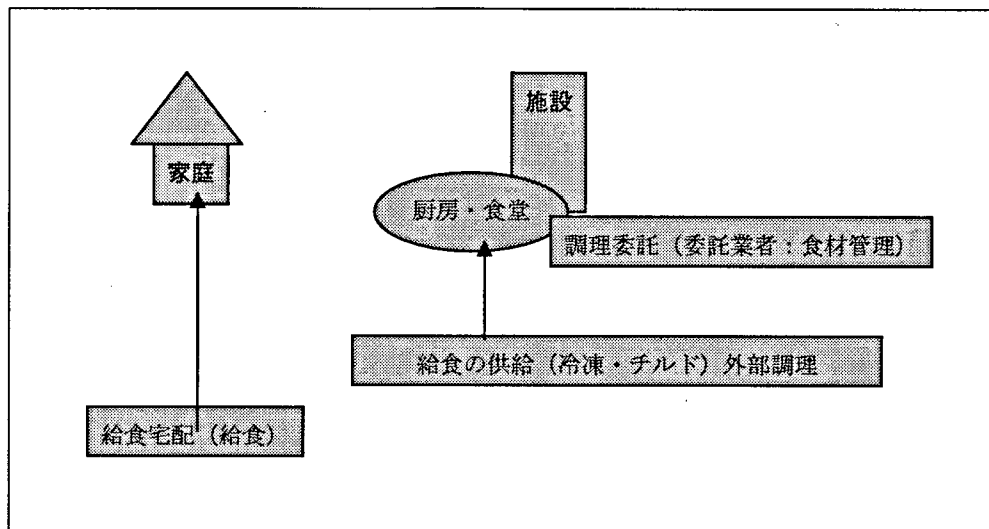 施設
家庭
厨房・食堂
調理委託（委託業者：食材管理）
給食の供給（冷凍・チルド）外部調理
給食宅配（給食）